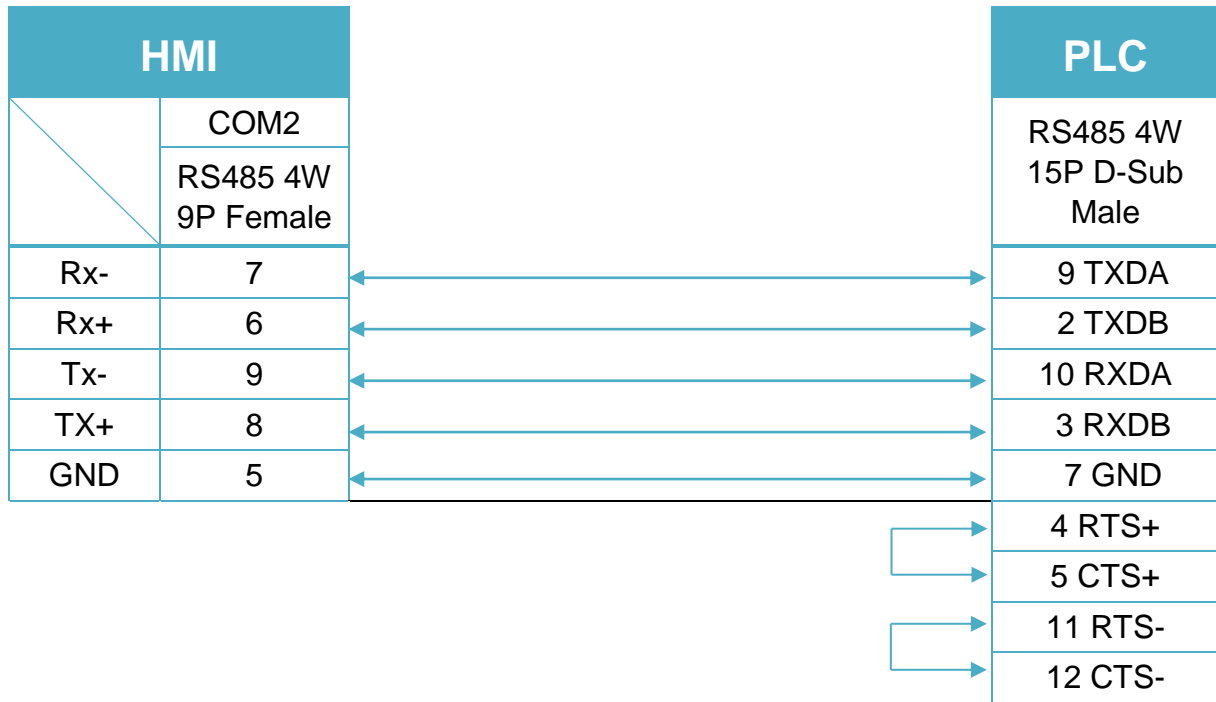 HMI
PLC
COM2
RS485 4W
9P Female
RS485 4W
15P D-Sub
Male
Rx- 7 9 TXDA
Rx+ 6 2 TXDB
Tx- 9 10 RXDA
TX+ 8 3 RXDB
GND 5 7 GND
4 RTS+
5 CTS+
11 RTS-
12 CTS-